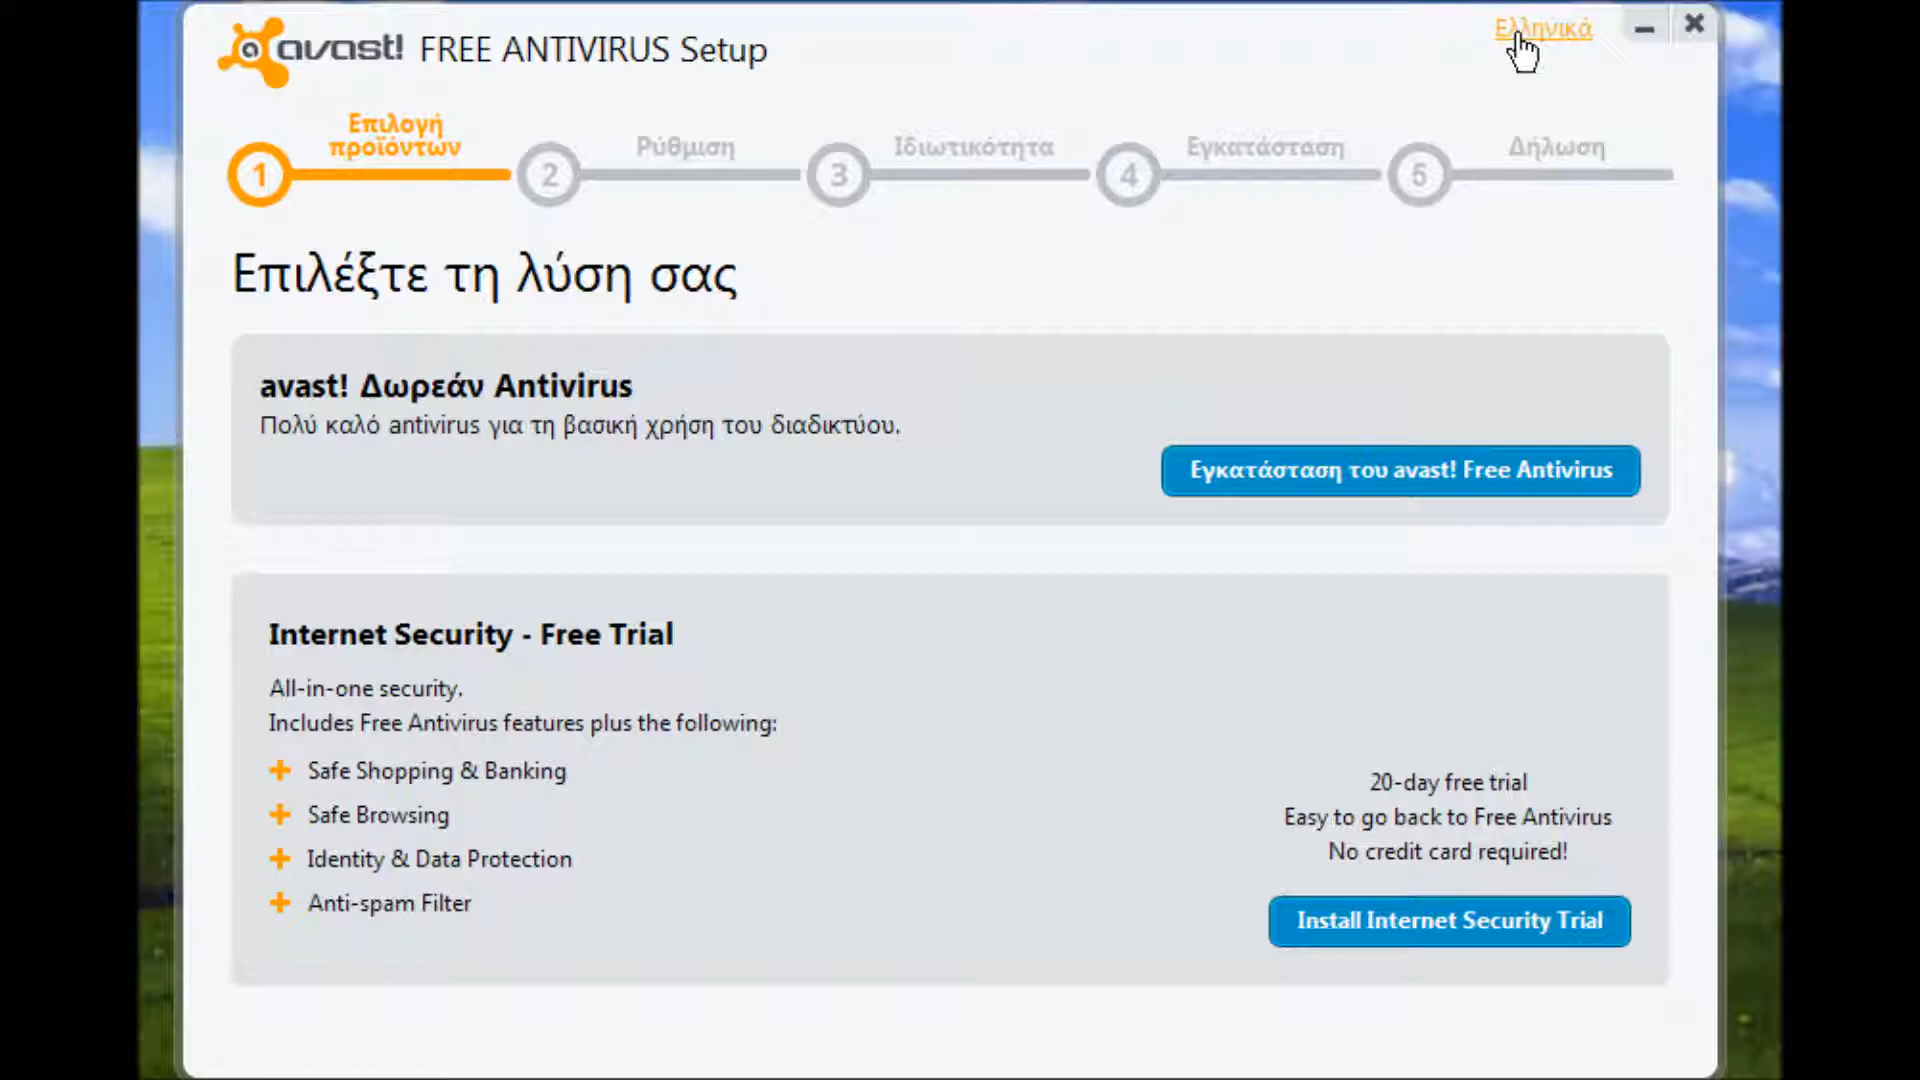 avast! FREE ANTIVIRUS Setup
Ελληνικά
1 Επιλογή
προϊόντων
2 Ρύθμιση
3 Ιδιωτικότητα
4 Εγκατάσταση
5 Δήλωση
Επιλέξτε τη λύση σας
avast! Δωρεάν Antivirus
Πολύ καλό antivirus για τη βασική χρήση του διαδικτύου.
Εγκατάσταση του avast! Free Antivirus
Internet Security - Free Trial
All-in-one security.
Includes Free Antivirus features plus the following:
Safe Shopping & Banking
Safe Browsing
Identity & Data Protection
Anti-spam Filter
20-day free trial
Easy to go back to Free Antivirus
No credit card required!
Install Internet Security Trial